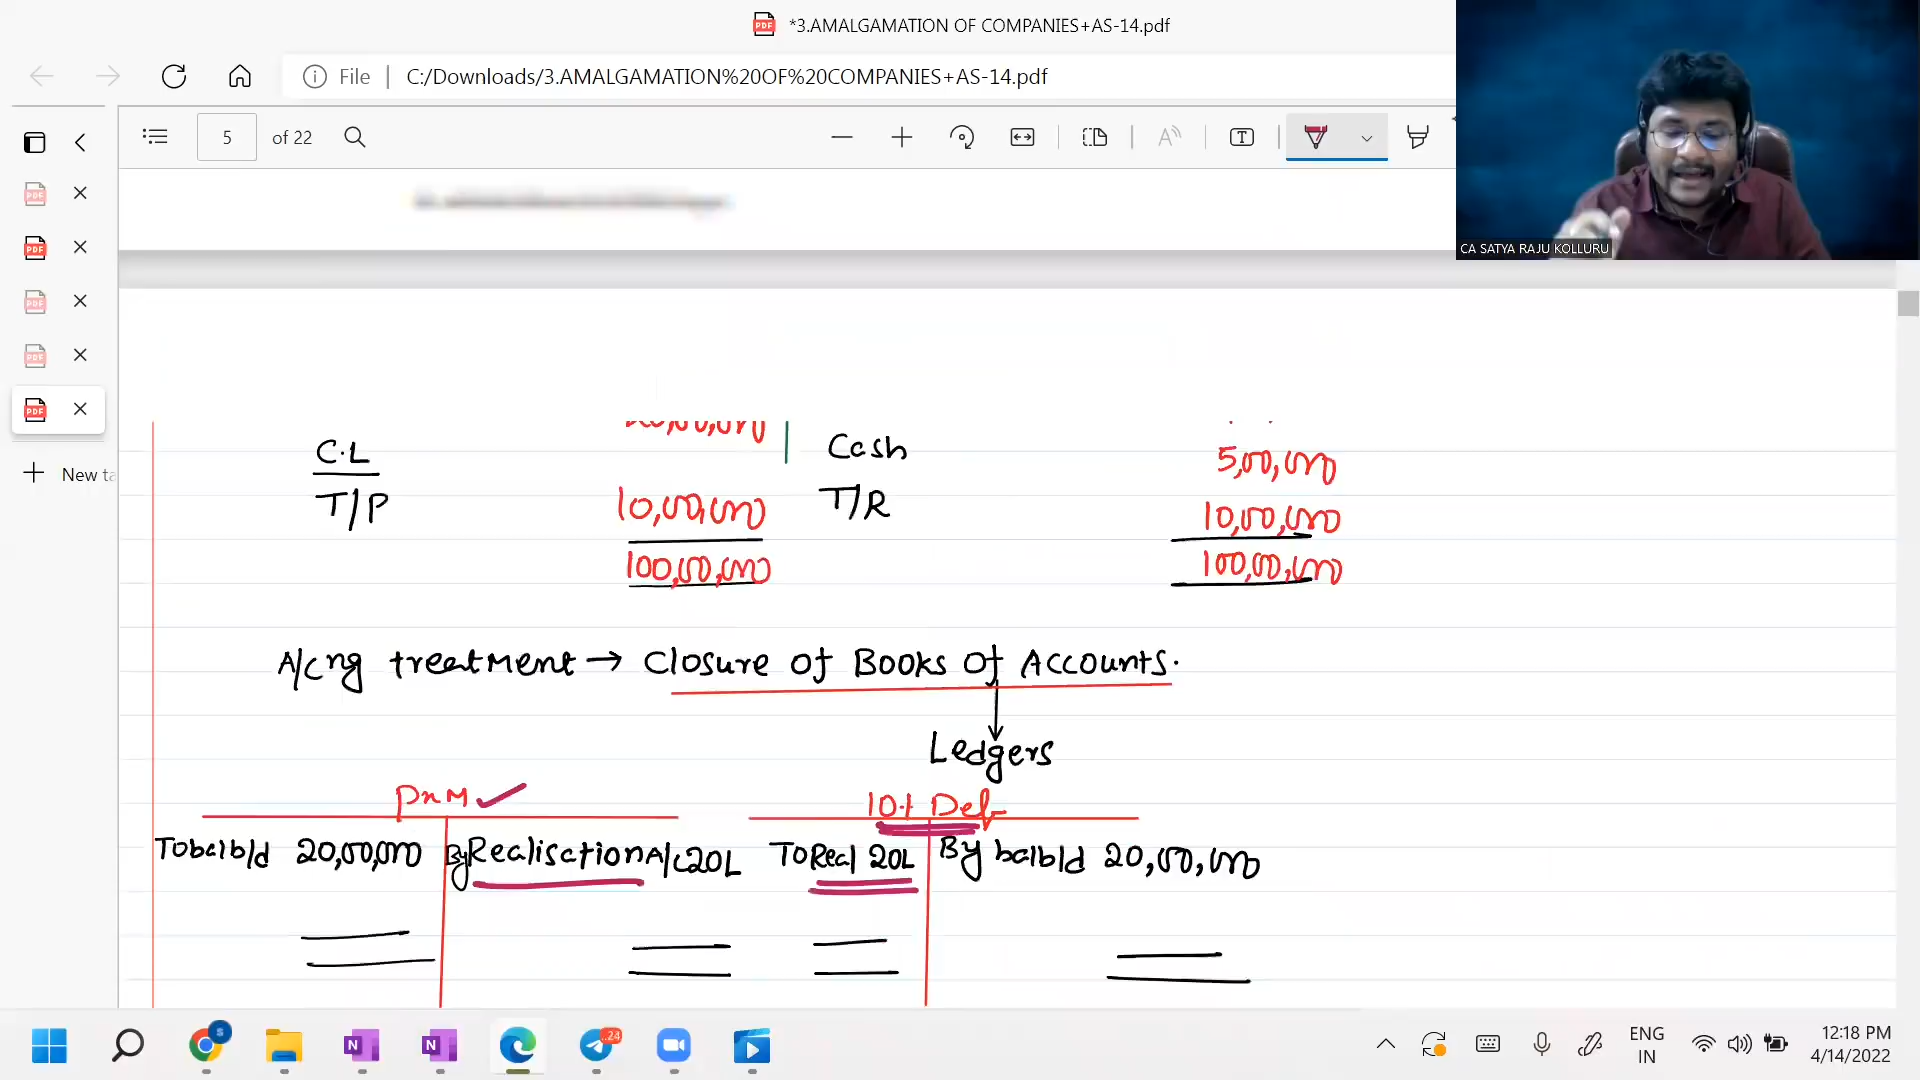 *3.AMALGAMATION OF COMPANIES+AS-14.pdf
File | C:/Downloads/3.AMALGAMATION%20OF%20COMPANIES+AS-14.pdf
5 of 22
CA SATYA RAJU KOLLURU
New ta
C.L Cash 5,00,000
T/P 10,00,000 T/R 10,00,000
100,00,000 100,00,000
A/cng treatment → Closure of Books of Accounts.
Ledgers
PnM ✓ 10% Deb
To balb/d 20,00,000 By Realisation A/c 20L To Real 20L By balb/d 20,00,000
..24
ENG
IN
12:18 PM
4/14/2022